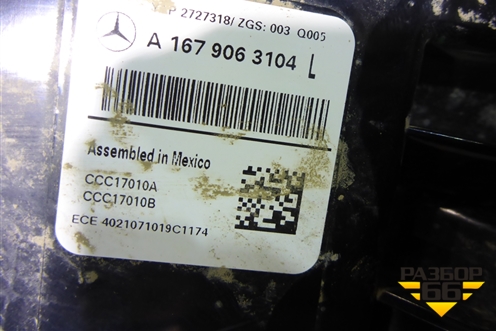 P 2727318/ ZGS: 003 Q005
A 167 906 3104 L
Assembled in Mexico
CCC17010A
CCC17010B
ECE 4021071019C1174
РАЗБОР
66